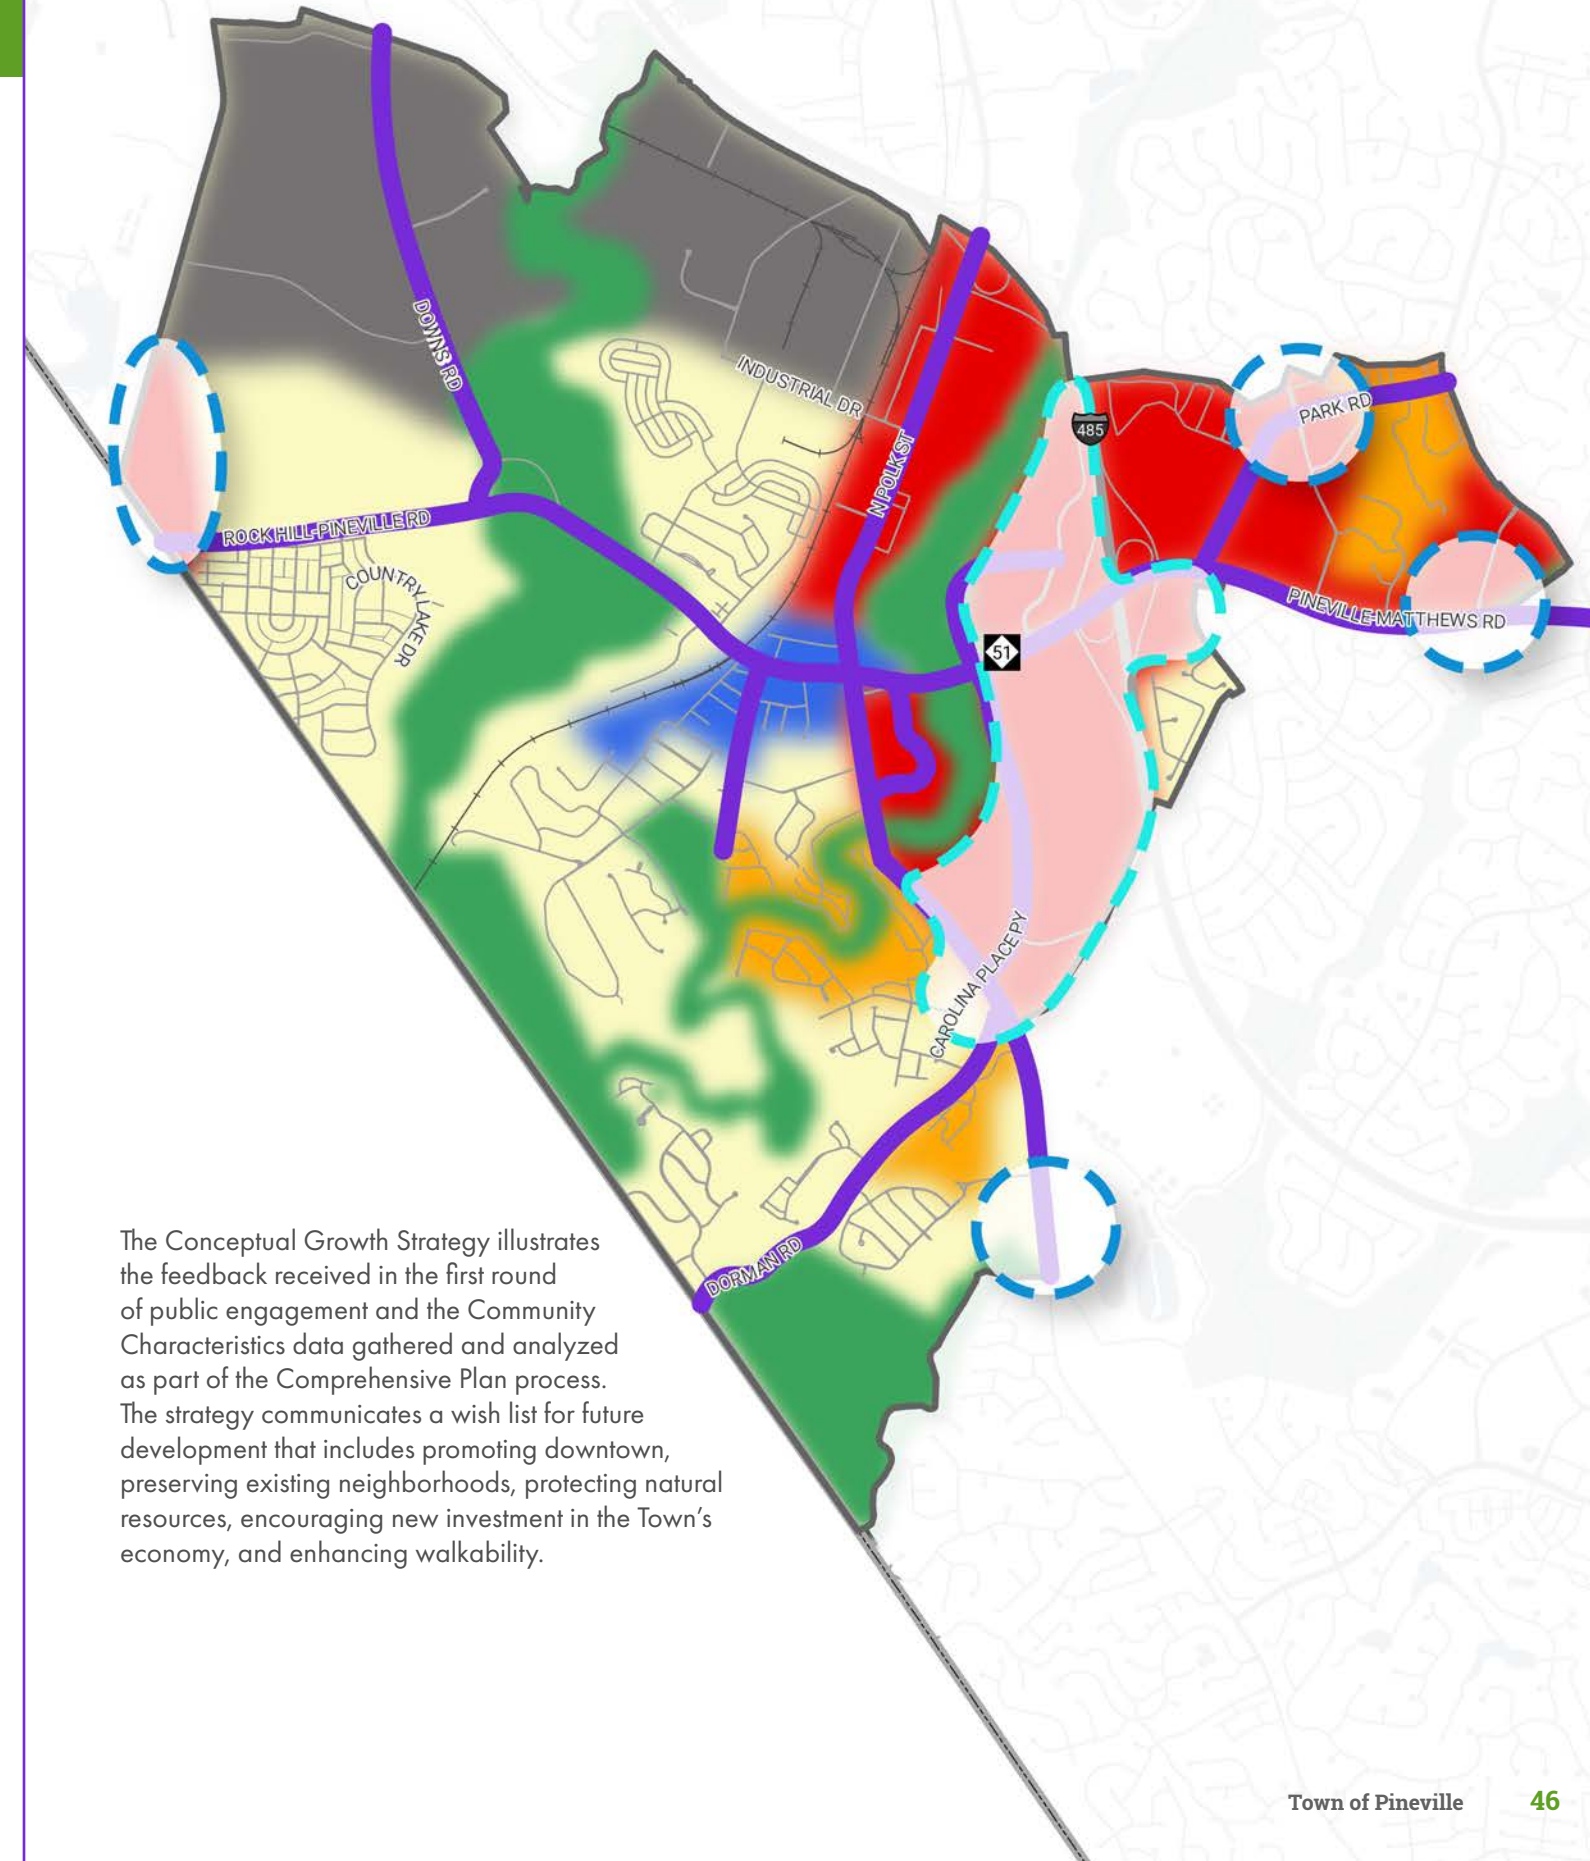 DOWNS RD
INDUSTRIAL DR
N POLK ST
485
PARK RD
ROCK HILL-PINEVILLE RD
COUNTRY LAKE DR
PINEVILLE-MATTHEWS RD
51
CAROLINA PLACE PY
DORMAN RD
The Conceptual Growth Strategy illustrates
the feedback received in the first round
of public engagement and the Community
Characteristics data gathered and analyzed
as part of the Comprehensive Plan process.
The strategy communicates a wish list for future
development that includes promoting downtown,
preserving existing neighborhoods, protecting natural
resources, encouraging new investment in the Town’s
economy, and enhancing walkability.
Town of Pineville 46